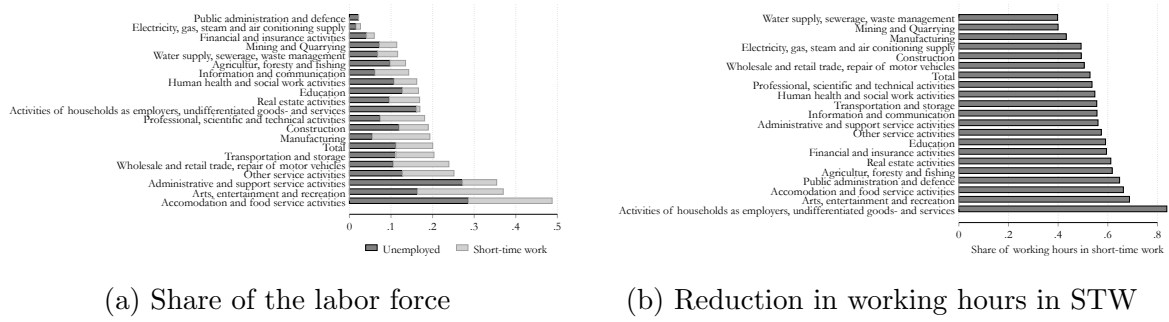 Public administration and defence
Electricity, gas, steam and air conitioning supply
Financial and insurance activities
Mining and Quarrying
Water supply, sewerage, waste management
Agricultur, foresty and fishing
Information and communication
Human health and social work activities
Education
Real estate activities
Activities of households as employers, undifferentiated goods- and services
Professional, scientific and technical activities
Construction
Manufacturing
Total
Transportation and storage
Wholesale and retail trade, repair of motor vehicles
Other service activities
Administrative and support service activities
Arts, entertainment and recreation
Accomodation and food service activities
0 .1 .2 .3 .4 .5
Unemployed Short-time work
(a) Share of the labor force
Water supply, sewerage, waste management
Mining and Quarrying
Manufacturing
Electricity, gas, steam and air conitioning supply
Construction
Wholesale and retail trade, repair of motor vehicles
Total
Professional, scientific and technical activities
Human health and social work activities
Transportation and storage
Information and communication
Administrative and support service activities
Other service activities
Education
Financial and insurance activities
Real estate activities
Agricultur, foresty and fishing
Public administration and defence
Accomodation and food service activities
Arts, entertainment and recreation
Activities of households as employers, undifferentiated goods- and services
0 .2 .4 .6 .8
Share of working hours in short-time work
(b) Reduction in working hours in STW